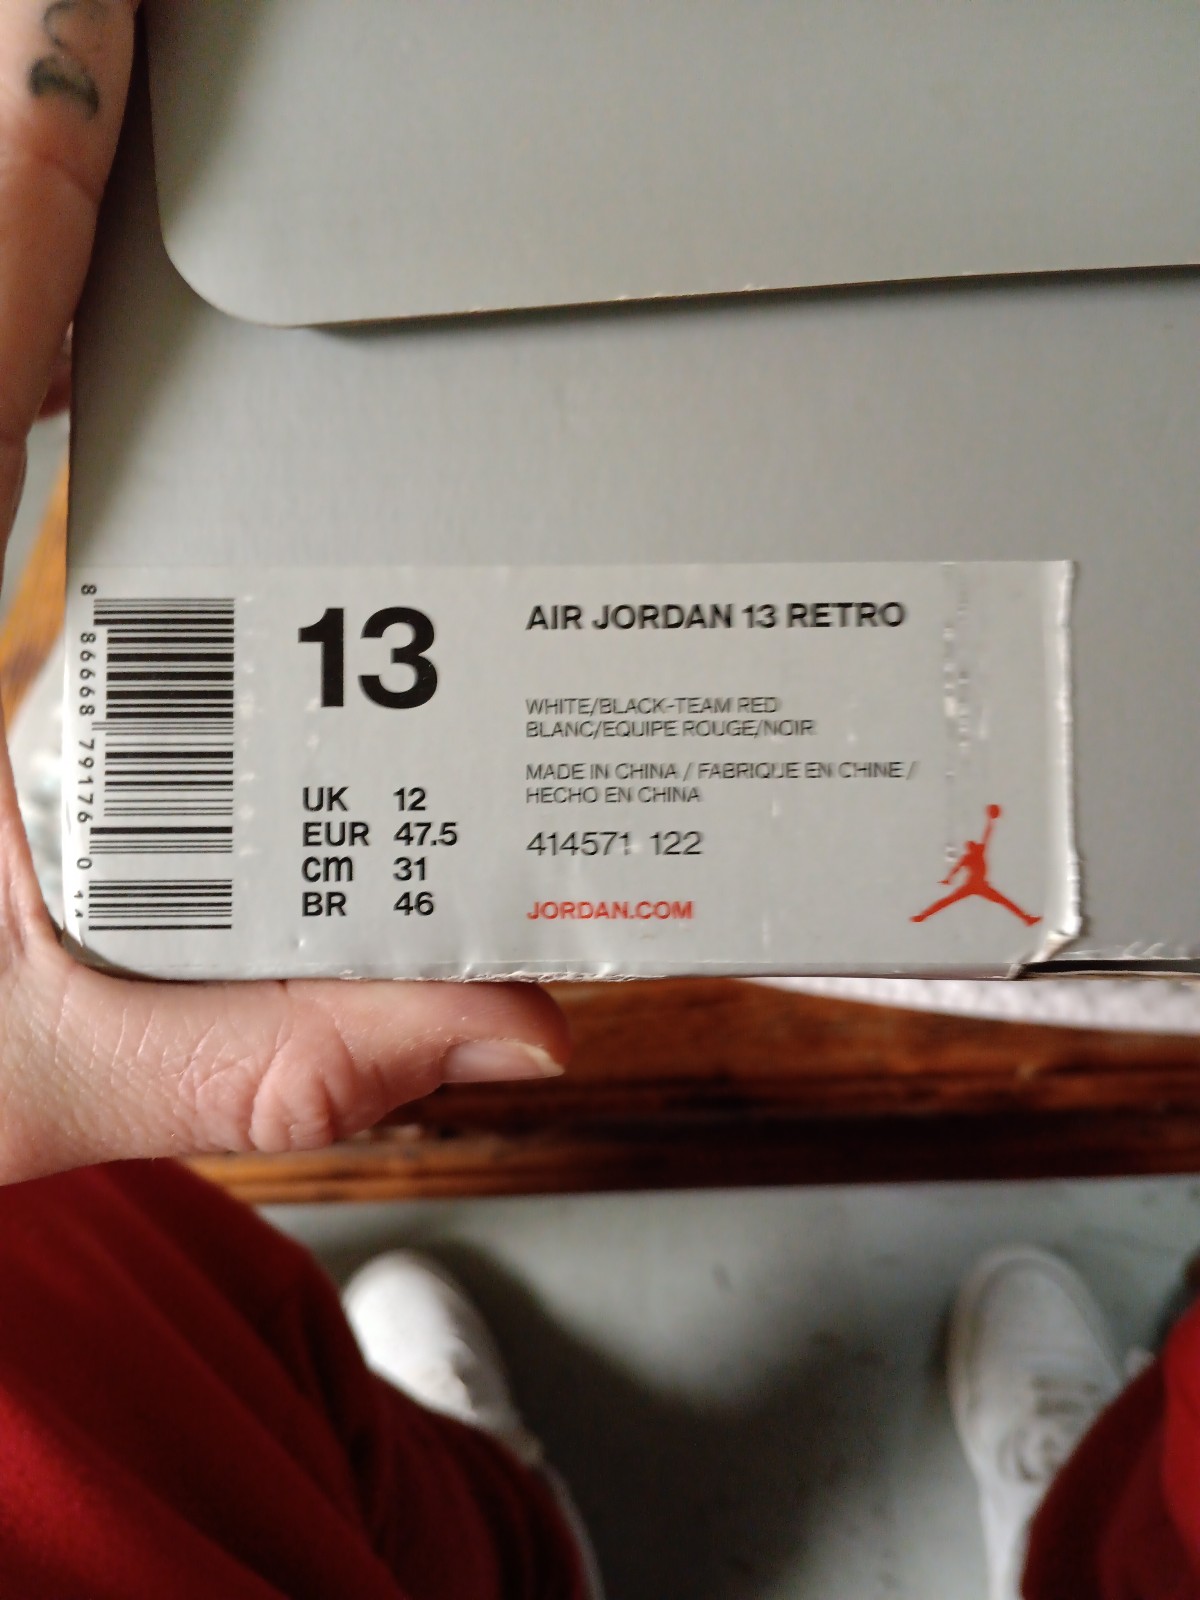 8 86668 79176 0
13
UK 12
EUR 47.5
cm 31
BR 46
AIR JORDAN 13 RETRO
WHITE/BLACK-TEAM RED
BLANC/EQUIPE ROUGE/NOIR
MADE IN CHINA / FABRIQUE EN CHINE /
HECHO EN CHINA
414571 122
JORDAN.COM